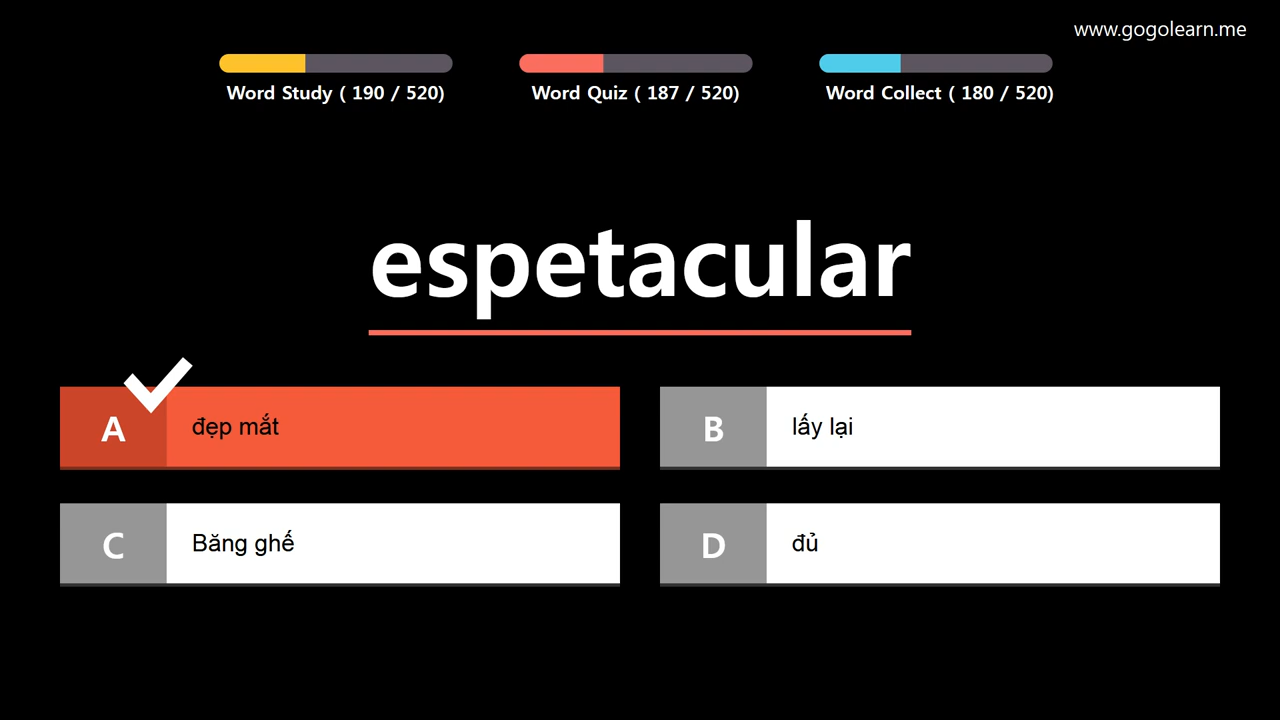 www.gogolearn.me
Word Study ( 190 / 520)
Word Quiz ( 187 / 520)
Word Collect ( 180 / 520)
espetacular
A
đẹp mắt
B
lấy lại
C
Băng ghế
D
đủ